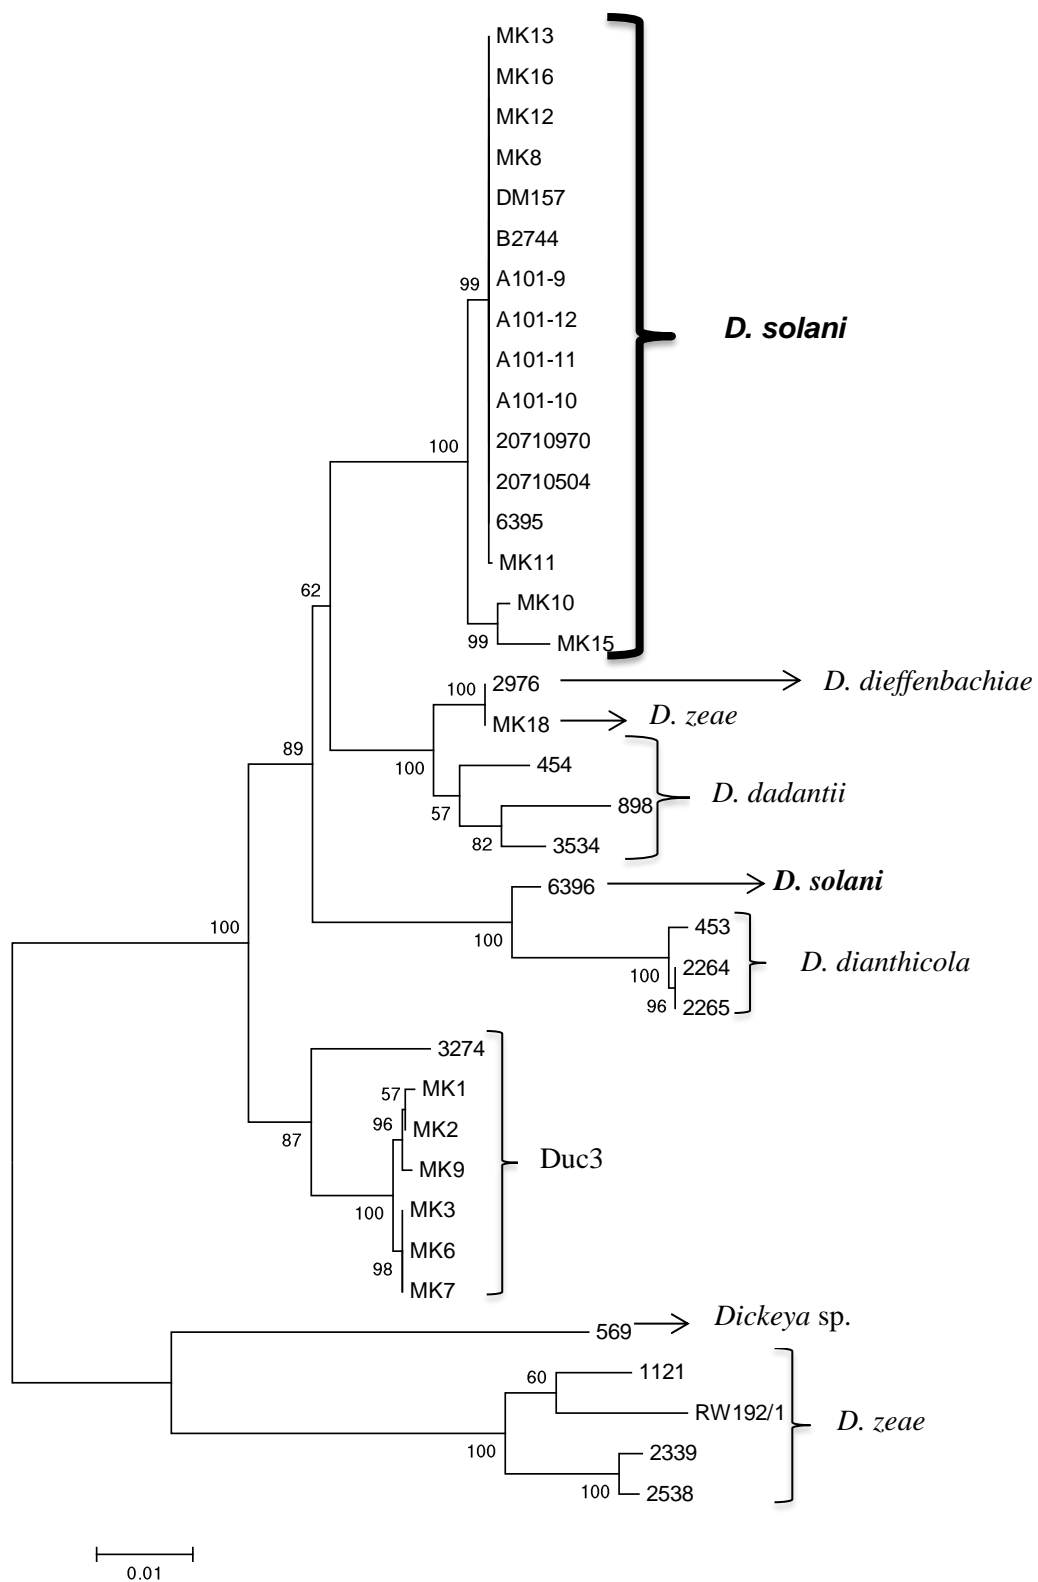 MK13
MK16
MK12
MK8
DM157
B2744
99 A101-9
A101-12
D. solani
A101-11
A101-10
20710970
100
20710504
6395
MK11
62
MK10
99
MK15
100 2976
D. dieffenbachiae
MK18
D. zeae
89
100
454
57
898
D. dadantii
82
3534
6396
D. solani
100
100
453
100
2264
D. dianthicola
96
2265
3274
57 MK1
96 MK2
87
MK9
Duc3
100
MK3
MK6
98
MK7
569
Dickeya sp.
60
1121
RW192/1
D. zeae
100
2339
100
2538
0.01